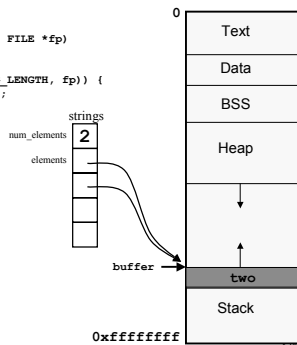 0
FILE *fp)
Text
_LENGTH, fp)) {
;
Data
BSS
strings
num_elements 2
Heap
elements
buffer
two
Stack
0xffffffff